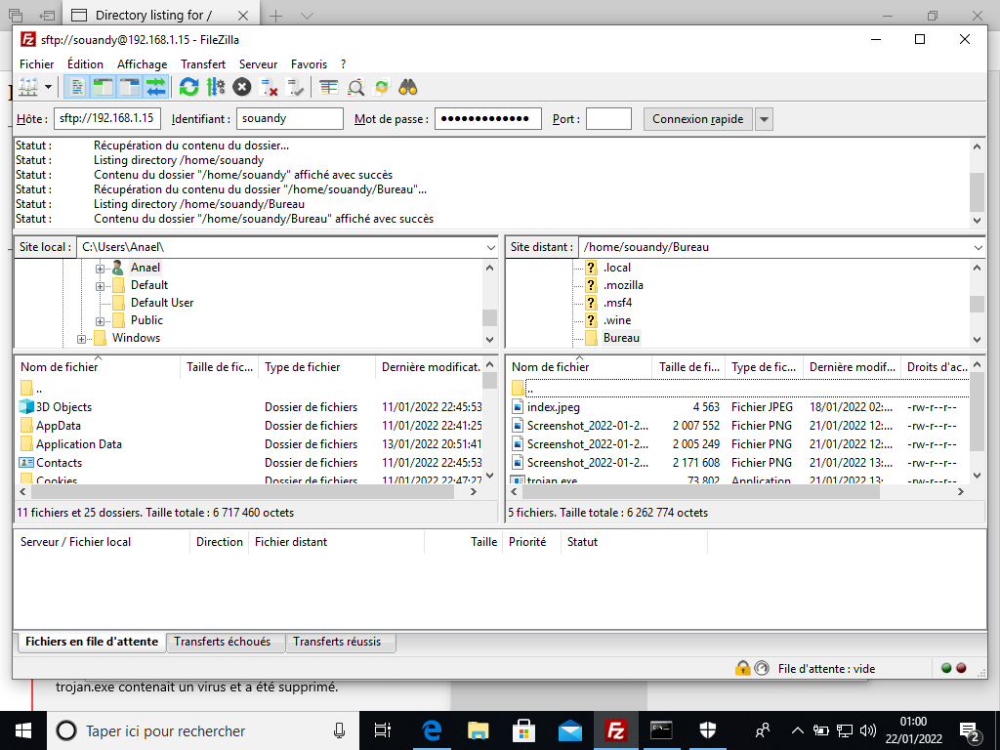 Directory listing for /
sftp://souandy@192.168.1.15 - FileZilla
Fichier Édition Affichage Transfert Serveur Favoris ?
Hôte : sftp://192.168.1.15 Identifiant : souandy Mot de passe : ●●●●●●●●●●●●● Port : Connexion rapide
Statut : Récupération du contenu du dossier...
Statut : Listing directory /home/souandy
Statut : Contenu du dossier "/home/souandy" affiché avec succès
Statut : Récupération du contenu du dossier "/home/souandy/Bureau"...
Statut : Listing directory /home/souandy/Bureau
Statut : Contenu du dossier "/home/souandy/Bureau" affiché avec succès
Site local : C:\Users\Anael\
Anael
Default
Default User
Public
Windows
Site distant : /home/souandy/Bureau
? .local
? .mozilla
? .msf4
? .wine
Bureau
Nom de fichier Taille de fic... Type de fichier Dernière modificat.
..
3D Objects Dossier de fichiers 11/01/2022 22:45:53
AppData Dossier de fichiers 11/01/2022 22:41:25
Application Data Dossier de fichiers 13/01/2022 20:51:41
Contacts Dossier de fichiers 11/01/2022 22:45:53
Cookies Dossier de fichiers 11/01/2022 22:47:27
11 fichiers et 25 dossiers. Taille totale : 6 717 460 octets
Nom de fichier Taille de fi... Type de fic... Dernière modif... Droits d'ac...
..
index.jpeg 4 563 Fichier JPEG 18/01/2022 02:... -rw-r--r--
Screenshot_2022-01-2... 2 007 552 Fichier PNG 21/01/2022 12:... -rw-r--r--
Screenshot_2022-01-2... 2 005 249 Fichier PNG 21/01/2022 12:... -rw-r--r--
Screenshot_2022-01-2... 2 171 608 Fichier PNG 21/01/2022 13:... -rw-r--r--
trojan.exe 73 802 Application 21/01/2022 13:... -rw-r--r--
5 fichiers. Taille totale : 6 262 774 octets
Serveur / Fichier local Direction Fichier distant Taille Priorité Statut
Fichiers en file d'attente Transferts échoués Transferts réussis
File d'attente : vide
trojan.exe contenait un virus et a été supprimé.
Taper ici pour rechercher
01:00
22/01/2022
2